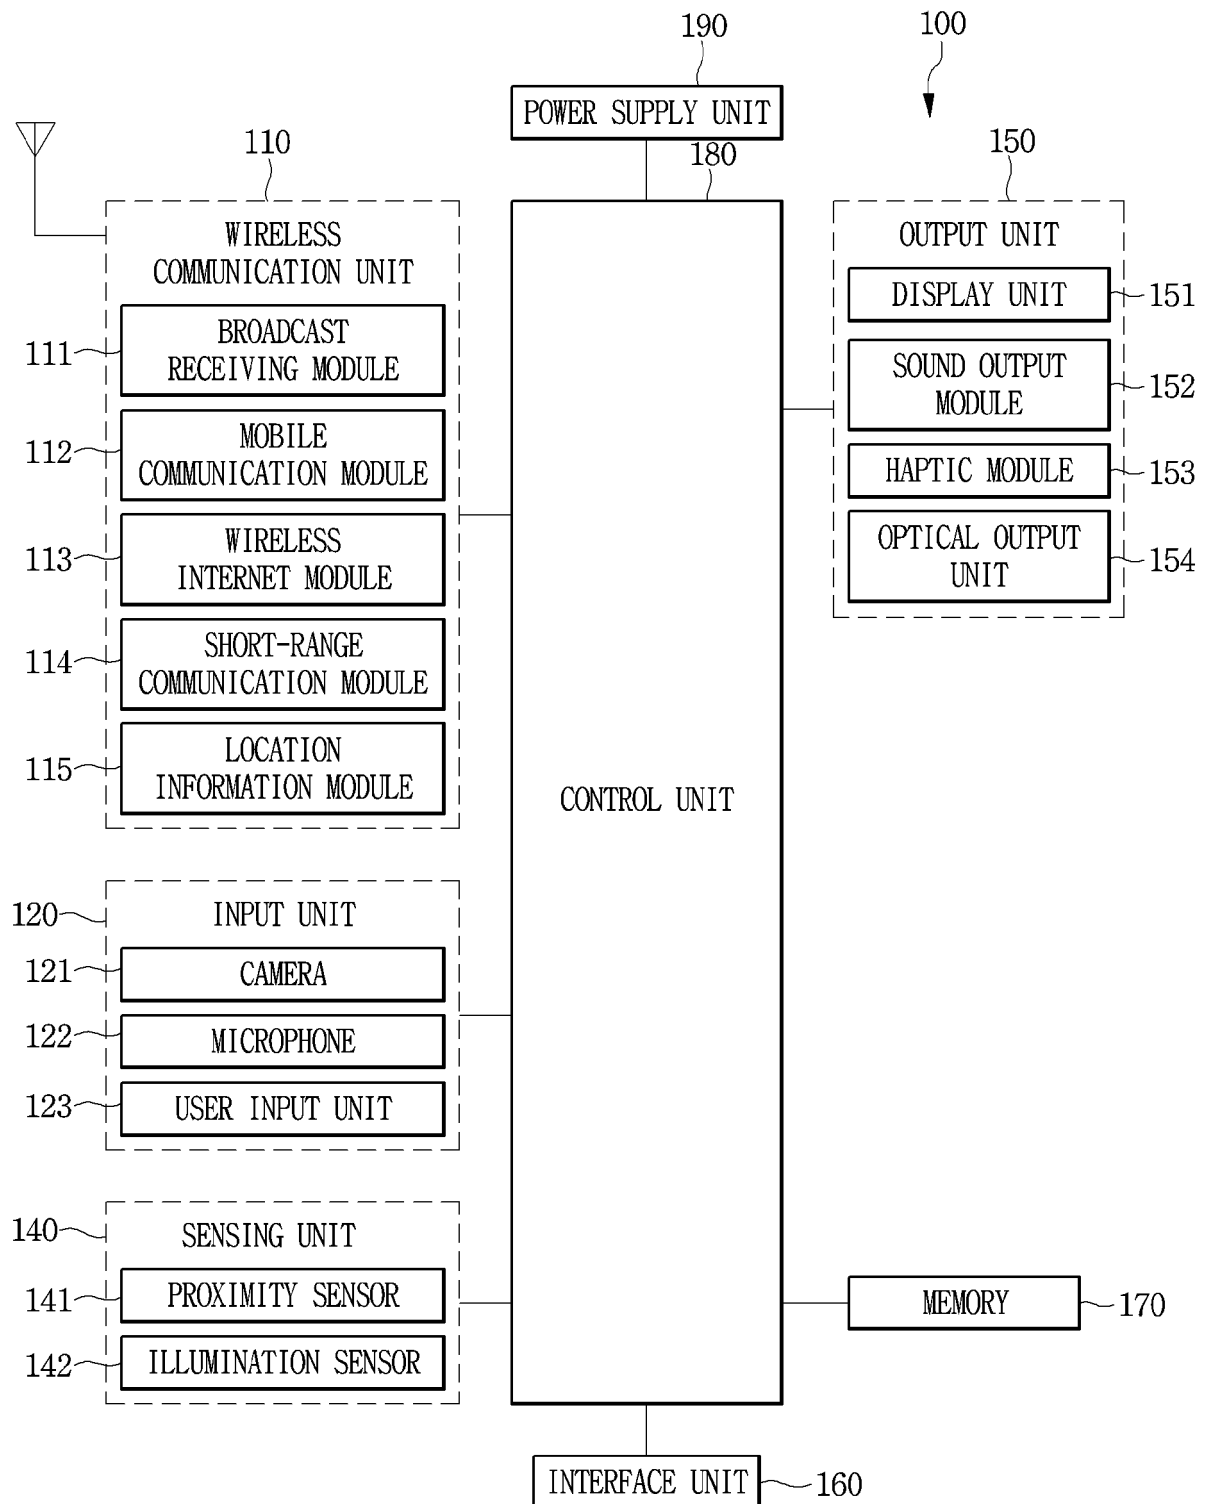 190
100
POWER SUPPLY UNIT
110
180
150
WIRELESS
COMMUNICATION UNIT
111
BROADCAST
RECEIVING MODULE
112
MOBILE
COMMUNICATION MODULE
113
WIRELESS
INTERNET MODULE
114
SHORT-RANGE
COMMUNICATION MODULE
115
LOCATION
INFORMATION MODULE
120
INPUT UNIT
121
CAMERA
122
MICROPHONE
123
USER INPUT UNIT
140
SENSING UNIT
141
PROXIMITY SENSOR
142
ILLUMINATION SENSOR
CONTROL UNIT
OUTPUT UNIT
DISPLAY UNIT
151
SOUND OUTPUT
MODULE
152
HAPTIC MODULE
153
OPTICAL OUTPUT
UNIT
154
MEMORY
170
INTERFACE UNIT
160